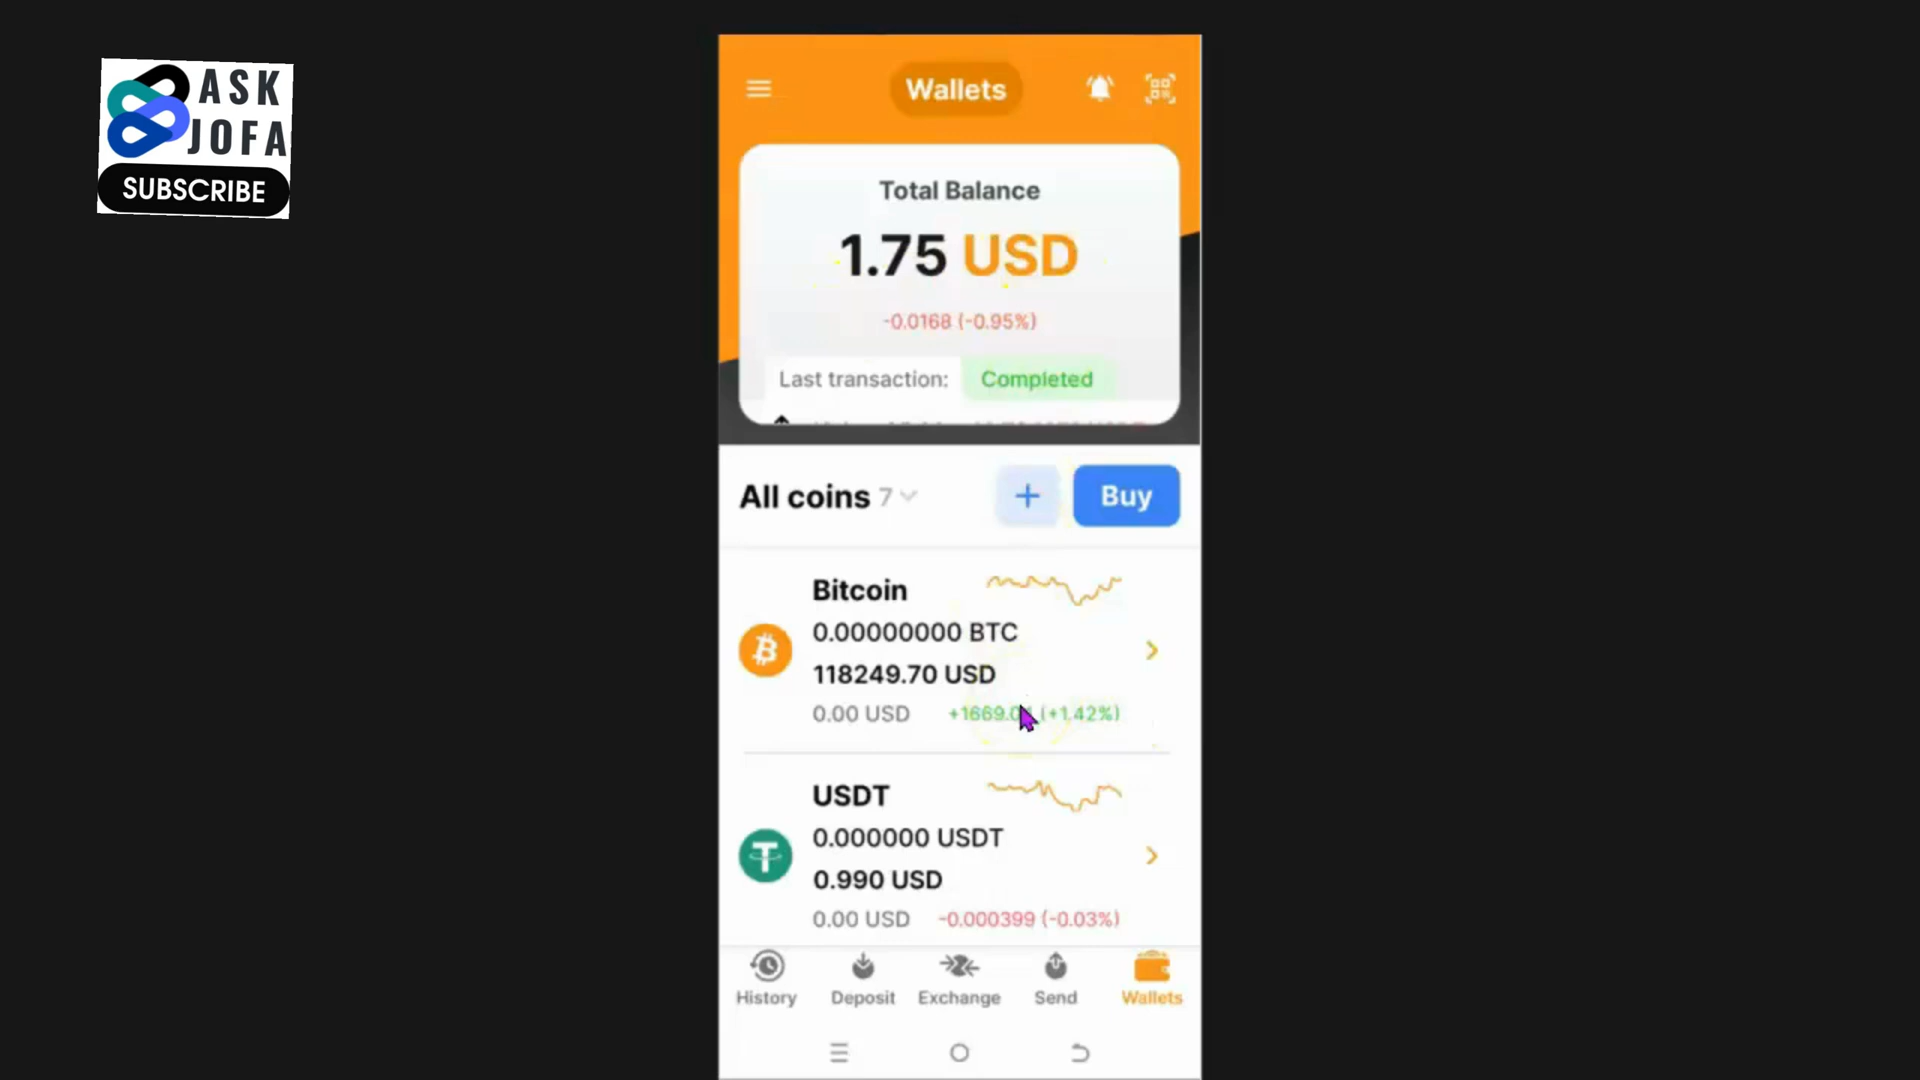 ASK
JOFA
SUBSCRIBE
Wallets
Total Balance
1.75 USD
-0.0168 (-0.95%)
Last transaction: Completed
All coins 7
Buy
Bitcoin
0.00000000 BTC
118249.70 USD
0.00 USD +1669.0 (+1.42%)
USDT
0.000000 USDT
0.990 USD
0.00 USD -0.000399 (-0.03%)
History Deposit Exchange Send Wallets